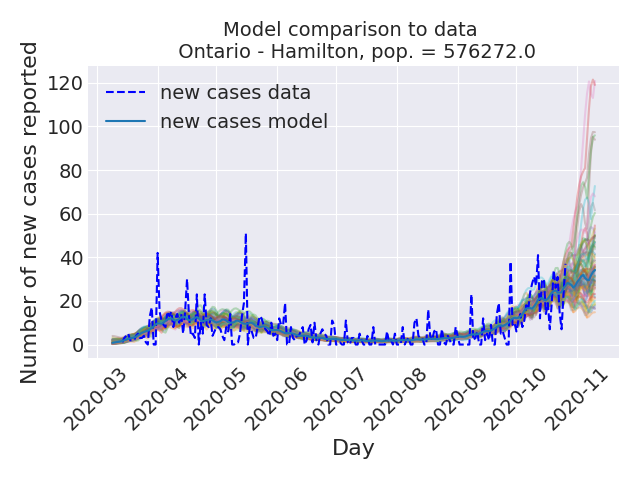 Model comparison to data
Ontario - Hamilton, pop. = 576272.0
Number of new cases reported
120
100
80
60
40
20
0
new cases data
new cases model
2020-03
2020-04
2020-05
2020-06
2020-07
2020-08
2020-09
2020-10
2020-11
Day